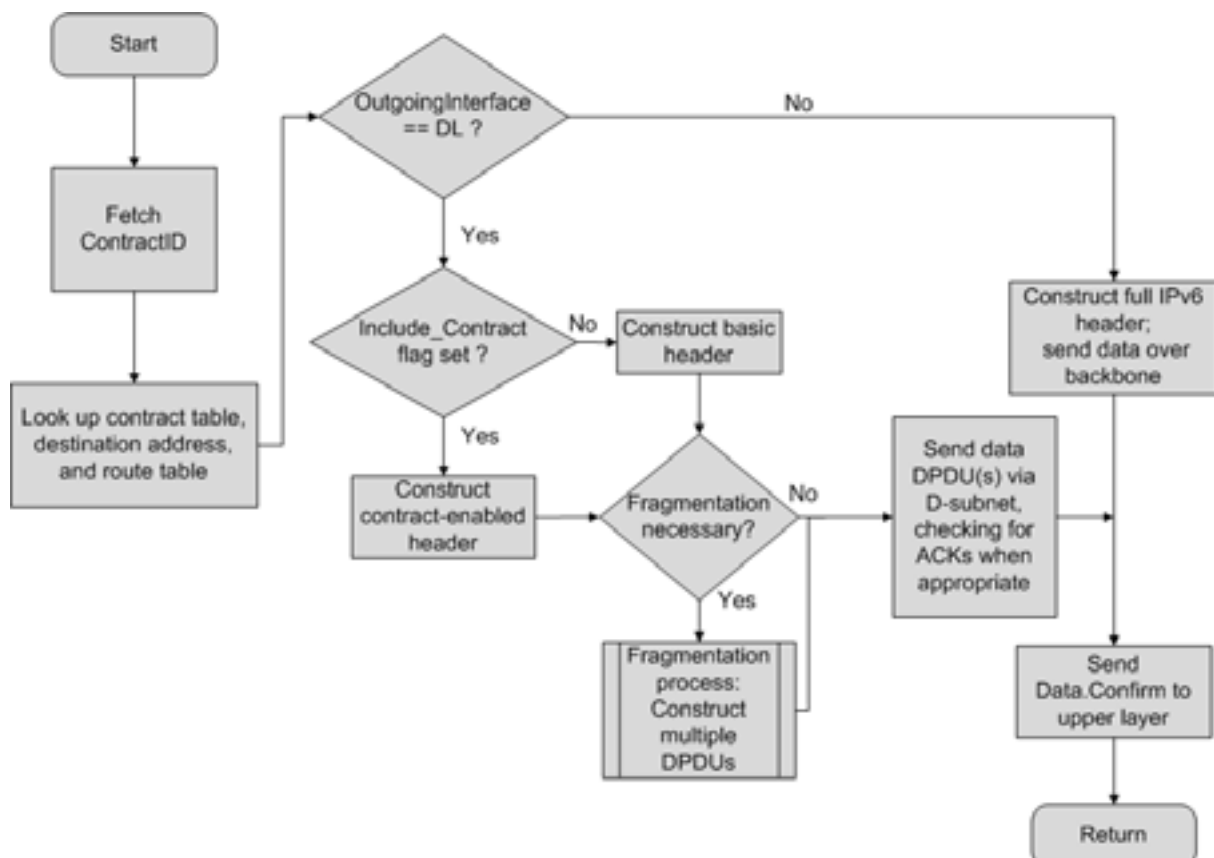 Start
Fetch
ContractID
Look up contract table,
destination address,
and route table
OutgoingInterface
== DL ?
No
Yes
Include_Contract
flag set ?
No
Construct basic
header
Yes
Construct
contract-enabled
header
Fragmentation
necessary?
No
Yes
Fragmentation
process:
Construct
multiple
DPDUs
Send data
DPDU(s) via
D-subnet,
checking for
ACKs when
appropriate
Construct full IPv6
header;
send data over
backbone
Send
Data.Confirm to
upper layer
Return